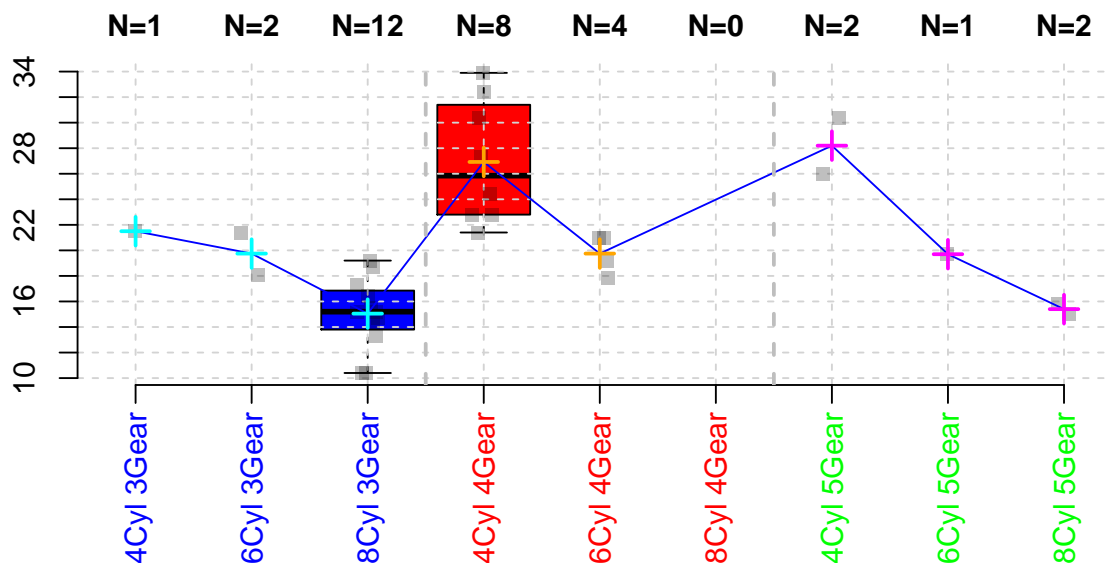 N=1 N=2 N=12 N=8 N=4 N=0 N=2 N=1 N=2
34
28
22
16
10
4Cyl 3Gear
6Cyl 3Gear
8Cyl 3Gear
4Cyl 4Gear
6Cyl 4Gear
8Cyl 4Gear
4Cyl 5Gear
6Cyl 5Gear
8Cyl 5Gear